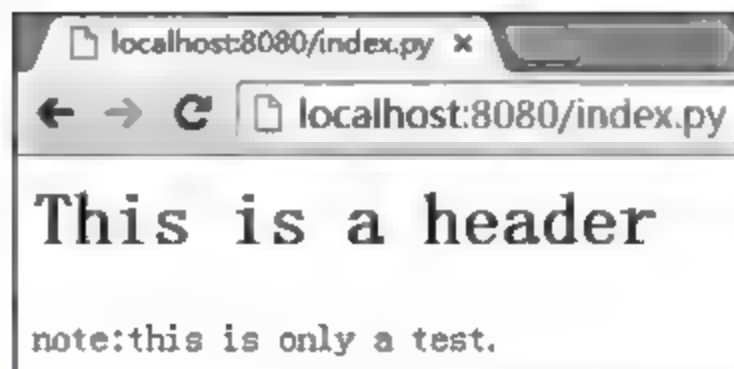 localhost:8080/index.py
localhost:8080/index.py
This is a header
note:this is only a test.